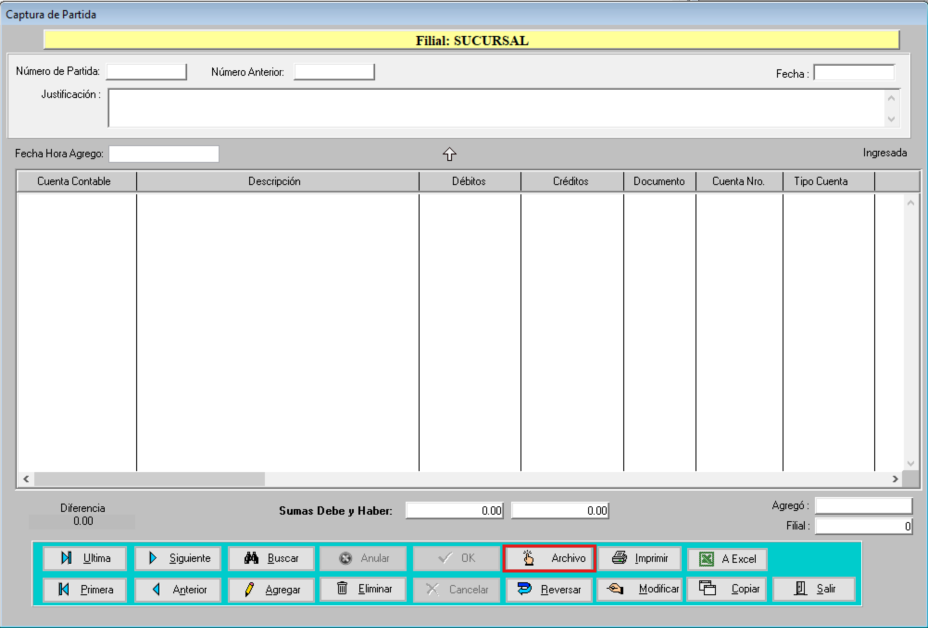 Captura de Partida
Filial: SUCURSAL
Número de Partida: Número Anterior: Fecha :
Justificación :
Fecha Hora Agrego: Ingresada
Cuenta Contable Descripción Débitos Créditos Documento Cuenta Nro. Tipo Cuenta
Diferencia
0.00
Sumas Debe y Haber: 0.00 0.00
Agregó :
Filial : 0
Ultima Siguiente Buscar Anular OK Archivo Imprimir A Excel
Primera Anterior Agregar Eliminar Cancelar Reversar Modificar Copiar Salir